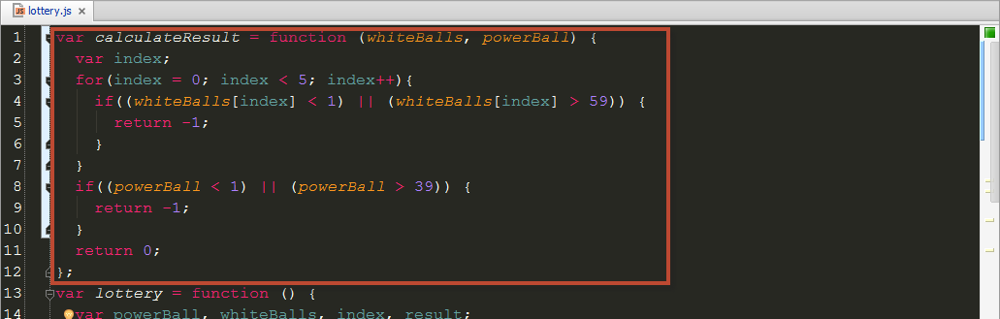 lottery.js ×
1 var calculateResult = function (whiteBalls, powerBall) {
2 var index;
3 for(index = 0; index < 5; index++){
4 if((whiteBalls[index] < 1) || (whiteBalls[index] > 59)) {
5 return -1;
6 }
7 }
8 if((powerBall < 1) || (powerBall > 39)) {
9 return -1;
10 }
11 return 0;
12 };
13 var lottery = function () {
14 var powerBall, whiteBalls, index, result;